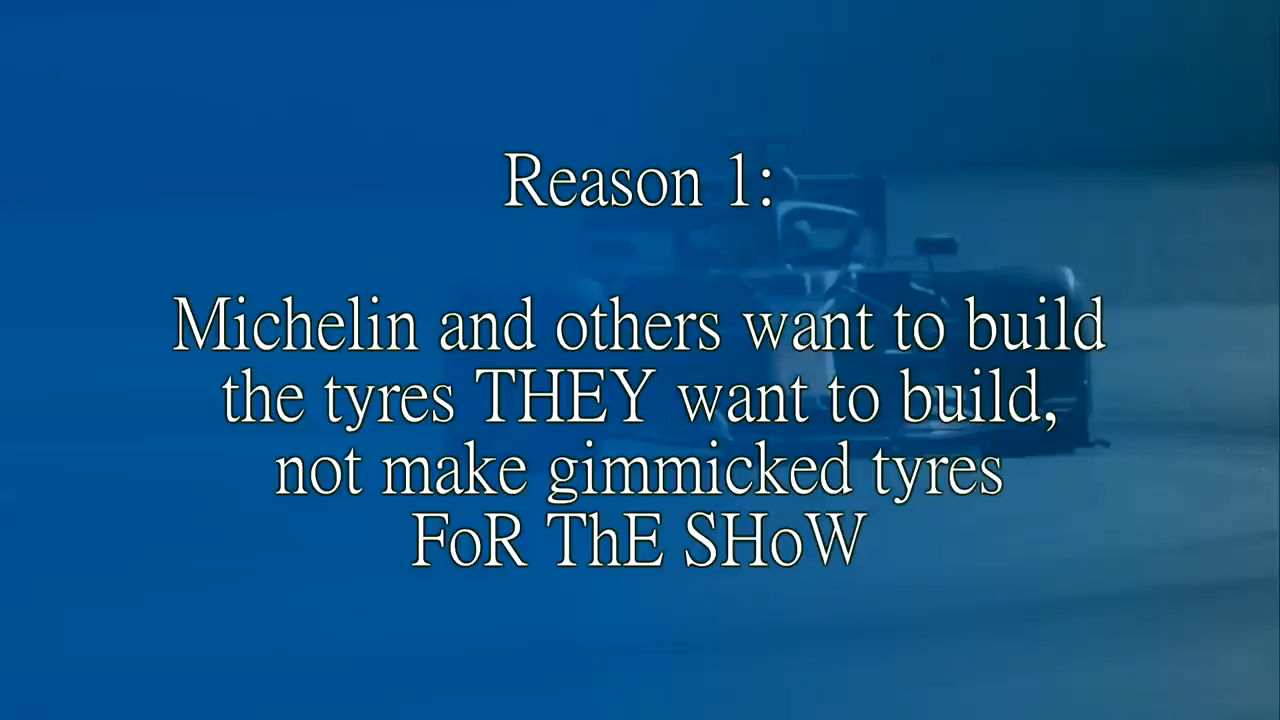 Reason 1:
Michelin and others want to build
the tyres THEY want to build,
not make gimmicked tyres
FoR ThE SHoW